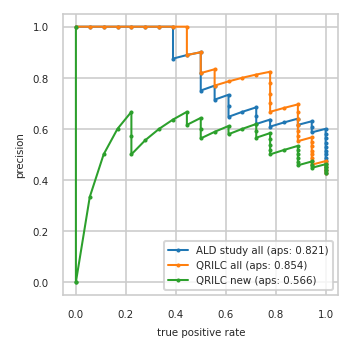 1.0
0.8
0.6
0.4
0.2
0.0
precision
ALD study all (aps: 0.821)
QRILC all (aps: 0.854)
QRILC new (aps: 0.566)
0.0 0.2 0.4 0.6 0.8 1.0
true positive rate